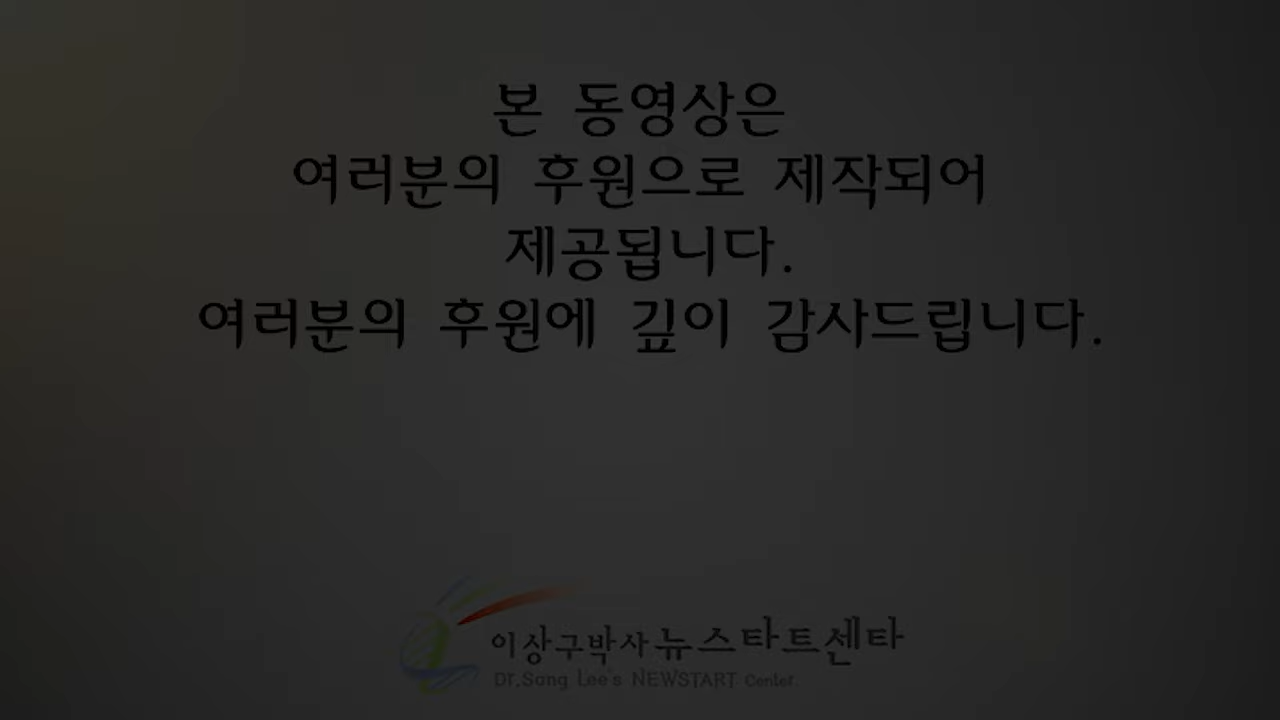 본 동영상은
여러분의 후원으로 제작되어
제공됩니다.
여러분의 후원에 깊이 감사드립니다.
이상구박사 뉴스타트센타
Dr.Sang Lee's NEWSTART Center